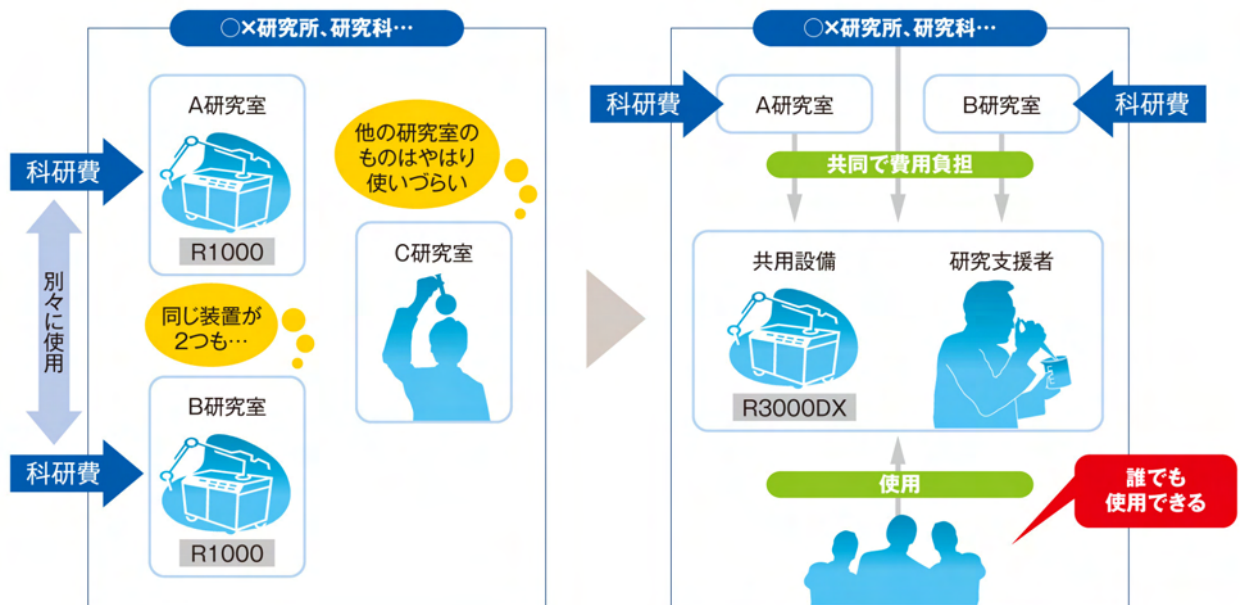 ○×研究所、研究科…
A研究室
科研費
R1000
他の研究室の
ものはやはり
使いづらい
C研究室
別々に使用
同じ装置が
2つも…
B研究室
科研費
R1000
○×研究所、研究科…
科研費
A研究室
B研究室
科研費
共同で費用負担
共用設備
研究支援者
R3000DX
使用
誰でも
使用できる